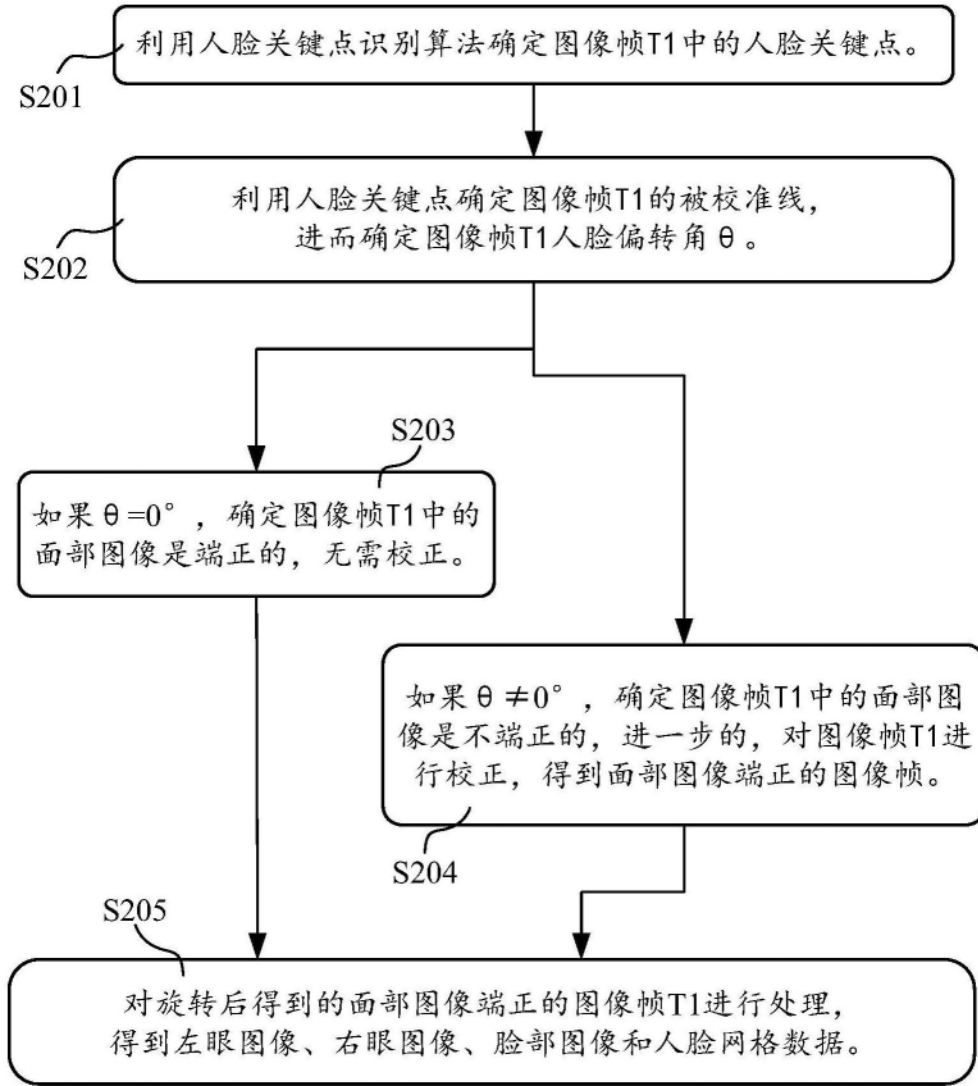 利用人脸关键点识别算法确定图像帧T1中的人脸关键点。
S201
利用人脸关键点确定图像帧T1的被校准线,
进而确定图像帧T1人脸偏转角θ。
S202
S203
如果θ=0°,确定图像帧T1中的
面部图像是端正的,无需校正。
如果θ≠0°,确定图像帧T1中的面部图
像是不端正的,进一步的,对图像帧T1进
行校正,得到面部图像端正的图像帧。
S204
S205
对旋转后得到的面部图像端正的图像帧T1进行处理,
得到左眼图像、右眼图像、脸部图像和人脸网格数据。